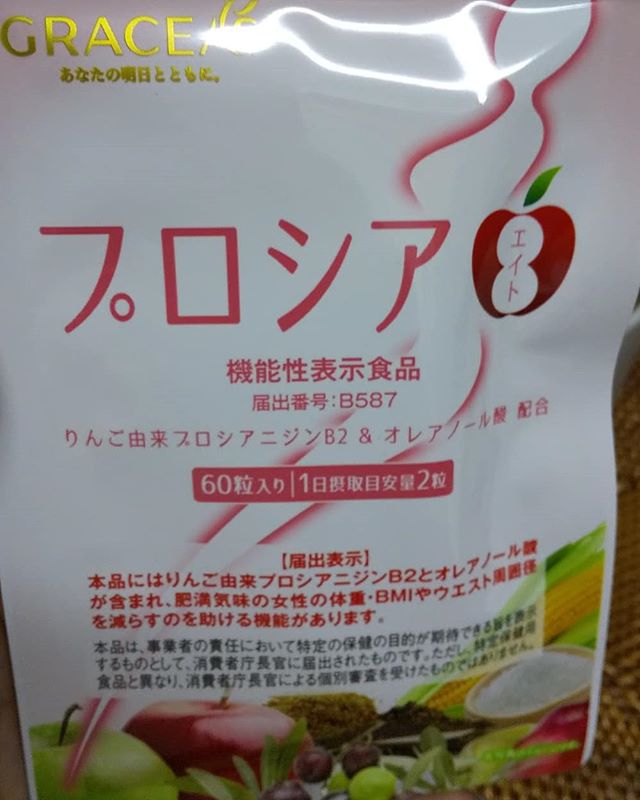 GRACEA
あなたの明日とともに。
プロシア
エイト
機能性表示食品
届出番号:B587
りんご由来プロシアニジンB2 & オレアノール酸 配合
60粒入り|1日摂取目安量2粒
【届出表示】
本品にはりんご由来プロシアニジンB2とオレアノール酸
が含まれ、肥満気味の女性の体重・BMIやウエスト周囲径
を減らすのを助ける機能があります。
本品は、事業者の責任において特定の保健の目的が期待できる旨を表示
するものとして、消費者庁長官に届出されたものです。ただし、特定保健用
食品と異なり、消費者庁長官による個別審査を受けたものではありません。